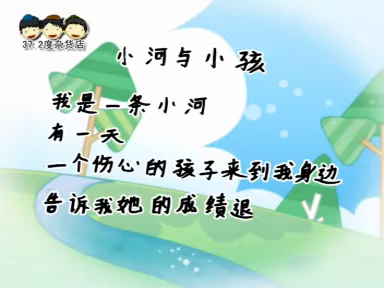 37°2度杂货店
小河与小孩
我是一条小河
有一天
一个伤心的孩子来到我身边
告诉我她的成绩退